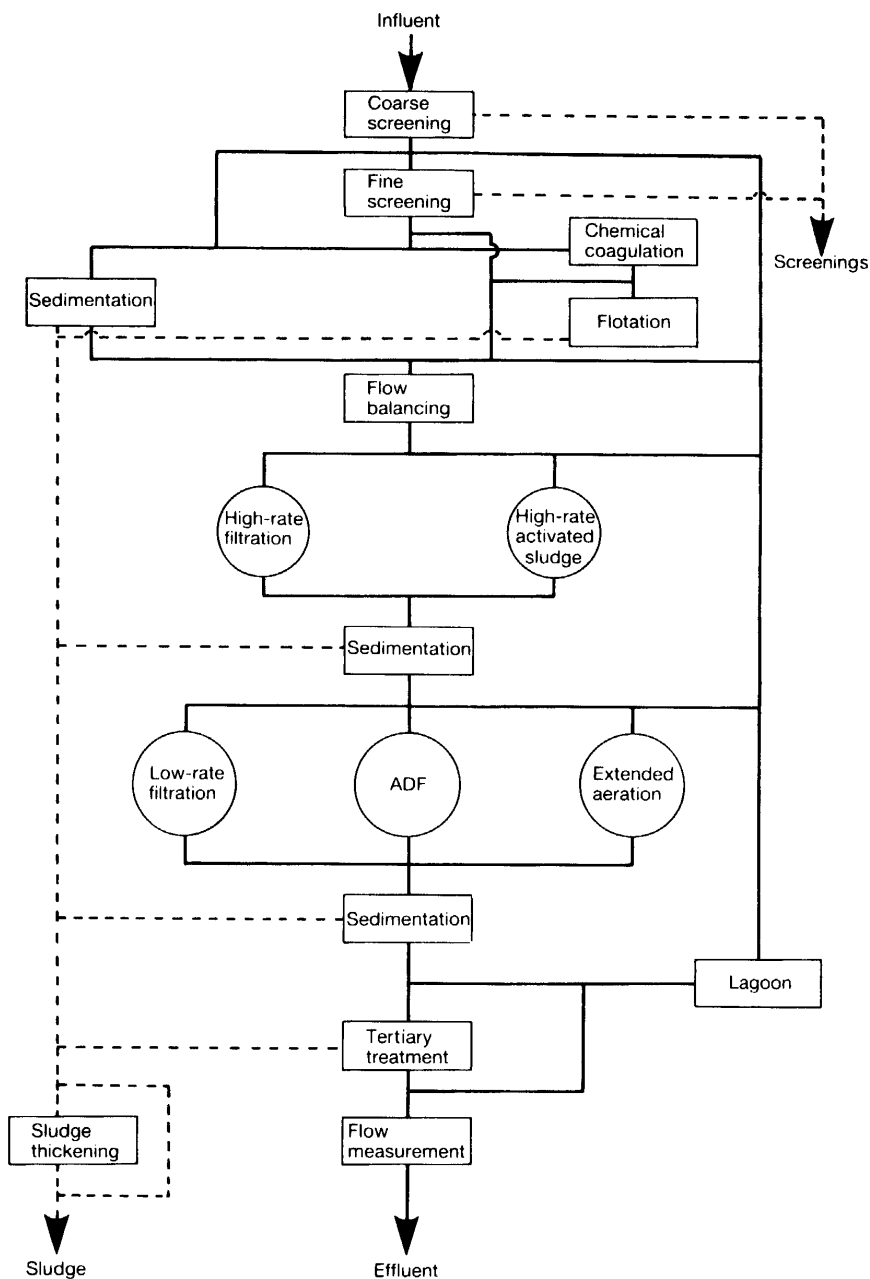 Influent
Coarse
screening
Fine
screening
Chemical
coagulation
Screenings
Sedimentation
Flotation
Flow
balancing
High-rate
filtration
High-rate
activated
sludge
Sedimentation
Low-rate
filtration
ADF
Extended
aeration
Sedimentation
Lagoon
Tertiary
treatment
Sludge
thickening
Flow
measurement
Sludge
Effluent